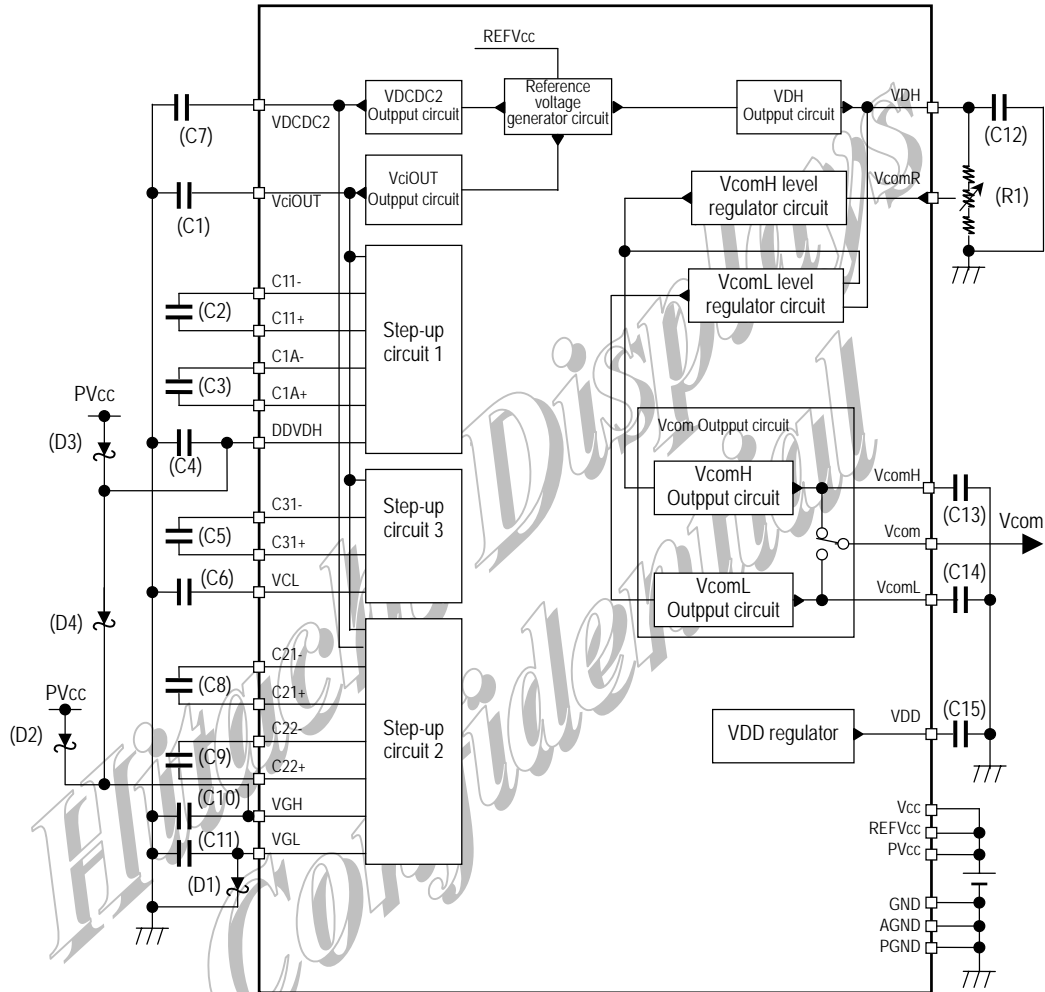 REFVcc
VDCDC2
Outpput circuit
Reference
voltage
generator circuit
VDH
Outpput circuit
VDH
VDCDC2
(C7)
(C12)
VciOUT
Outpput circuit
VciOUT
(C1)
VcomH level
regulator circuit
VcomR
(R1)
VcomL level
regulator circuit
C11-
(C2)
C11+
Step-up
circuit 1
C1A-
(C3)
C1A+
PVcc
(D3)
DDVDH
(C4)
Vcom Outpput circuit
VcomH
Outpput circuit
VcomH
(C13)
Vcom
Vcom
C31-
(C5)
C31+
Step-up
circuit 3
(C6)
VCL
VcomL
Outpput circuit
VcomL
(C14)
(D4)
C21-
(C8)
C21+
PVcc
(D2)
C22-
(C9)
C22+
Step-up
circuit 2
VDD regulator
VDD
(C15)
(C10)
VGH
(C11)
VGL
(D1)
Vcc
REFVcc
PVcc
GND
AGND
PGND
Hitachi Displays
Confidential